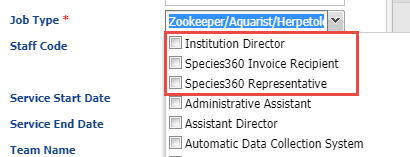 Job Type * Zookeeper/Aquarist/Herpetol
Staff Code
Institution Director
Species360 Invoice Recipient
Species360 Representative
Service Start Date Administrative Assistant
Service End Date Assistant Director
Team Name Automatic Data Collection System